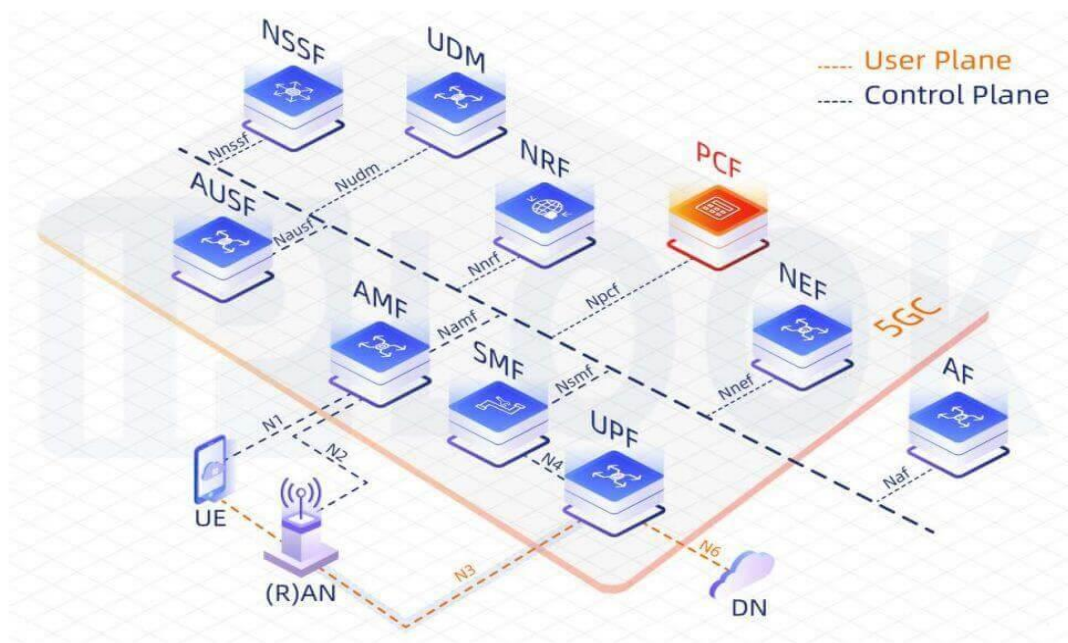 NSSF
UDM
User Plane
Control Plane
NRF
PCF
Nnssf
Nudm
AUSF
Nausf
Nnrf
Npcf
NEF
5GC
AMF
Namf
SMF
Nsmf
Nnef
AF
UPF
N1
N2
N4
Naf
UE
(R)AN
N3
N6
DN
IPLOOK